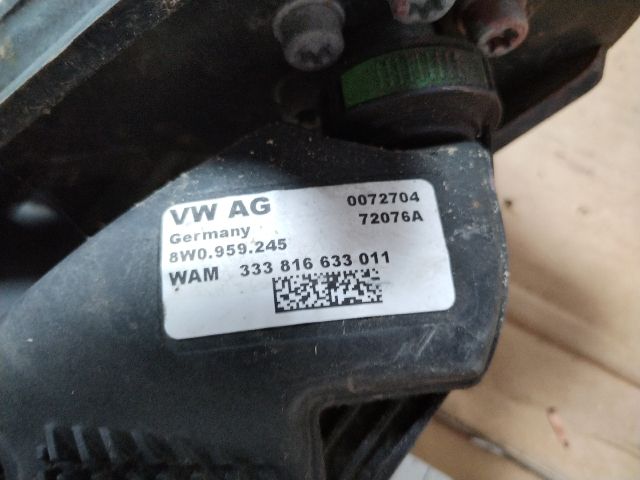 VW AG 0072704
Germany 72076A
8W0.959.245
WAM 333 816 633 011